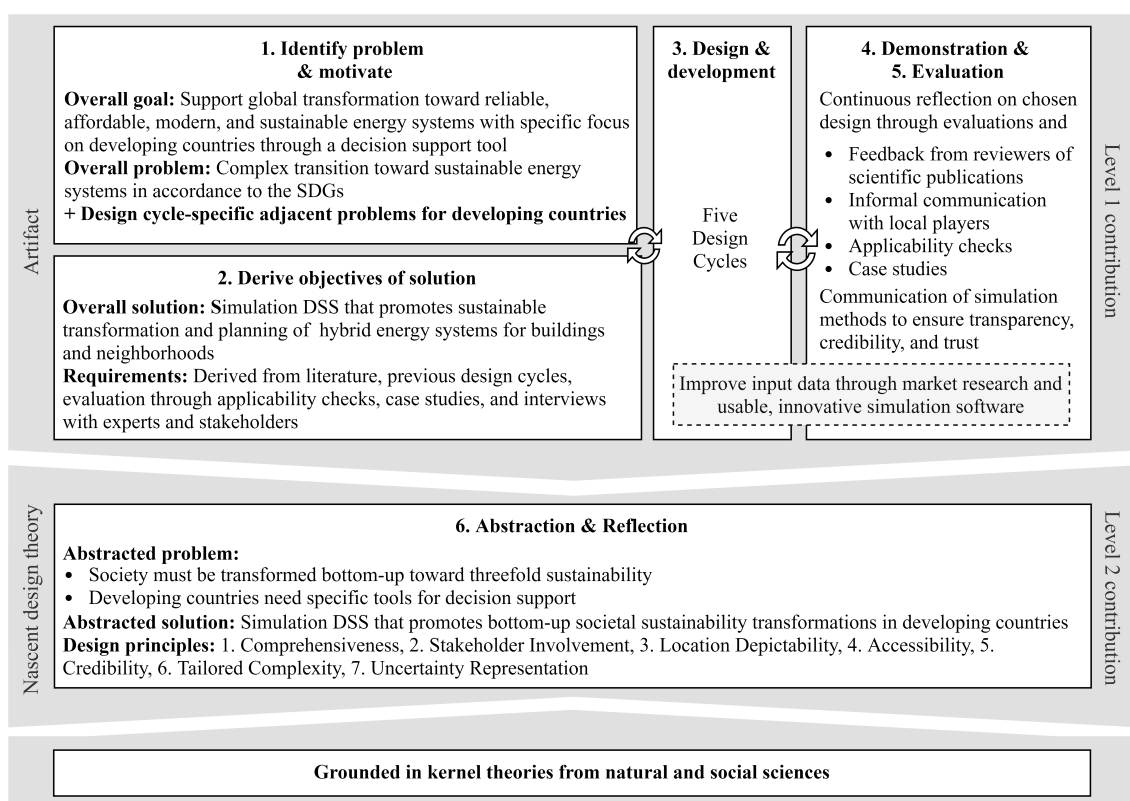 Artifact
1. Identify problem
& motivate
Overall goal: Support global transformation toward reliable,
affordable, modern, and sustainable energy systems with specific focus
on developing countries through a decision support tool
Overall problem: Complex transition toward sustainable energy
systems in accordance to the SDGs
+ Design cycle-specific adjacent problems for developing countries
2. Derive objectives of solution
Overall solution: Simulation DSS that promotes sustainable
transformation and planning of hybrid energy systems for buildings
and neighborhoods
Requirements: Derived from literature, previous design cycles,
evaluation through applicability checks, case studies, and interviews
with experts and stakeholders
3. Design &
development
Five
Design
Cycles
4. Demonstration &
5. Evaluation
Continuous reflection on chosen
design through evaluations and
• Feedback from reviewers of
scientific publications
• Informal communication
with local players
• Applicability checks
• Case studies
Communication of simulation
methods to ensure transparency,
credibility, and trust
Improve input data through market research and
usable, innovative simulation software
Level 1 contribution
Nascent design theory
6. Abstraction & Reflection
Abstracted problem:
• Society must be transformed bottom-up toward threefold sustainability
• Developing countries need specific tools for decision support
Abstracted solution: Simulation DSS that promotes bottom-up societal sustainability transformations in developing countries
Design principles: 1. Comprehensiveness, 2. Stakeholder Involvement, 3. Location Depictability, 4. Accessibility, 5.
Credibility, 6. Tailored Complexity, 7. Uncertainty Representation
Level 2 contribution
Grounded in kernel theories from natural and social sciences